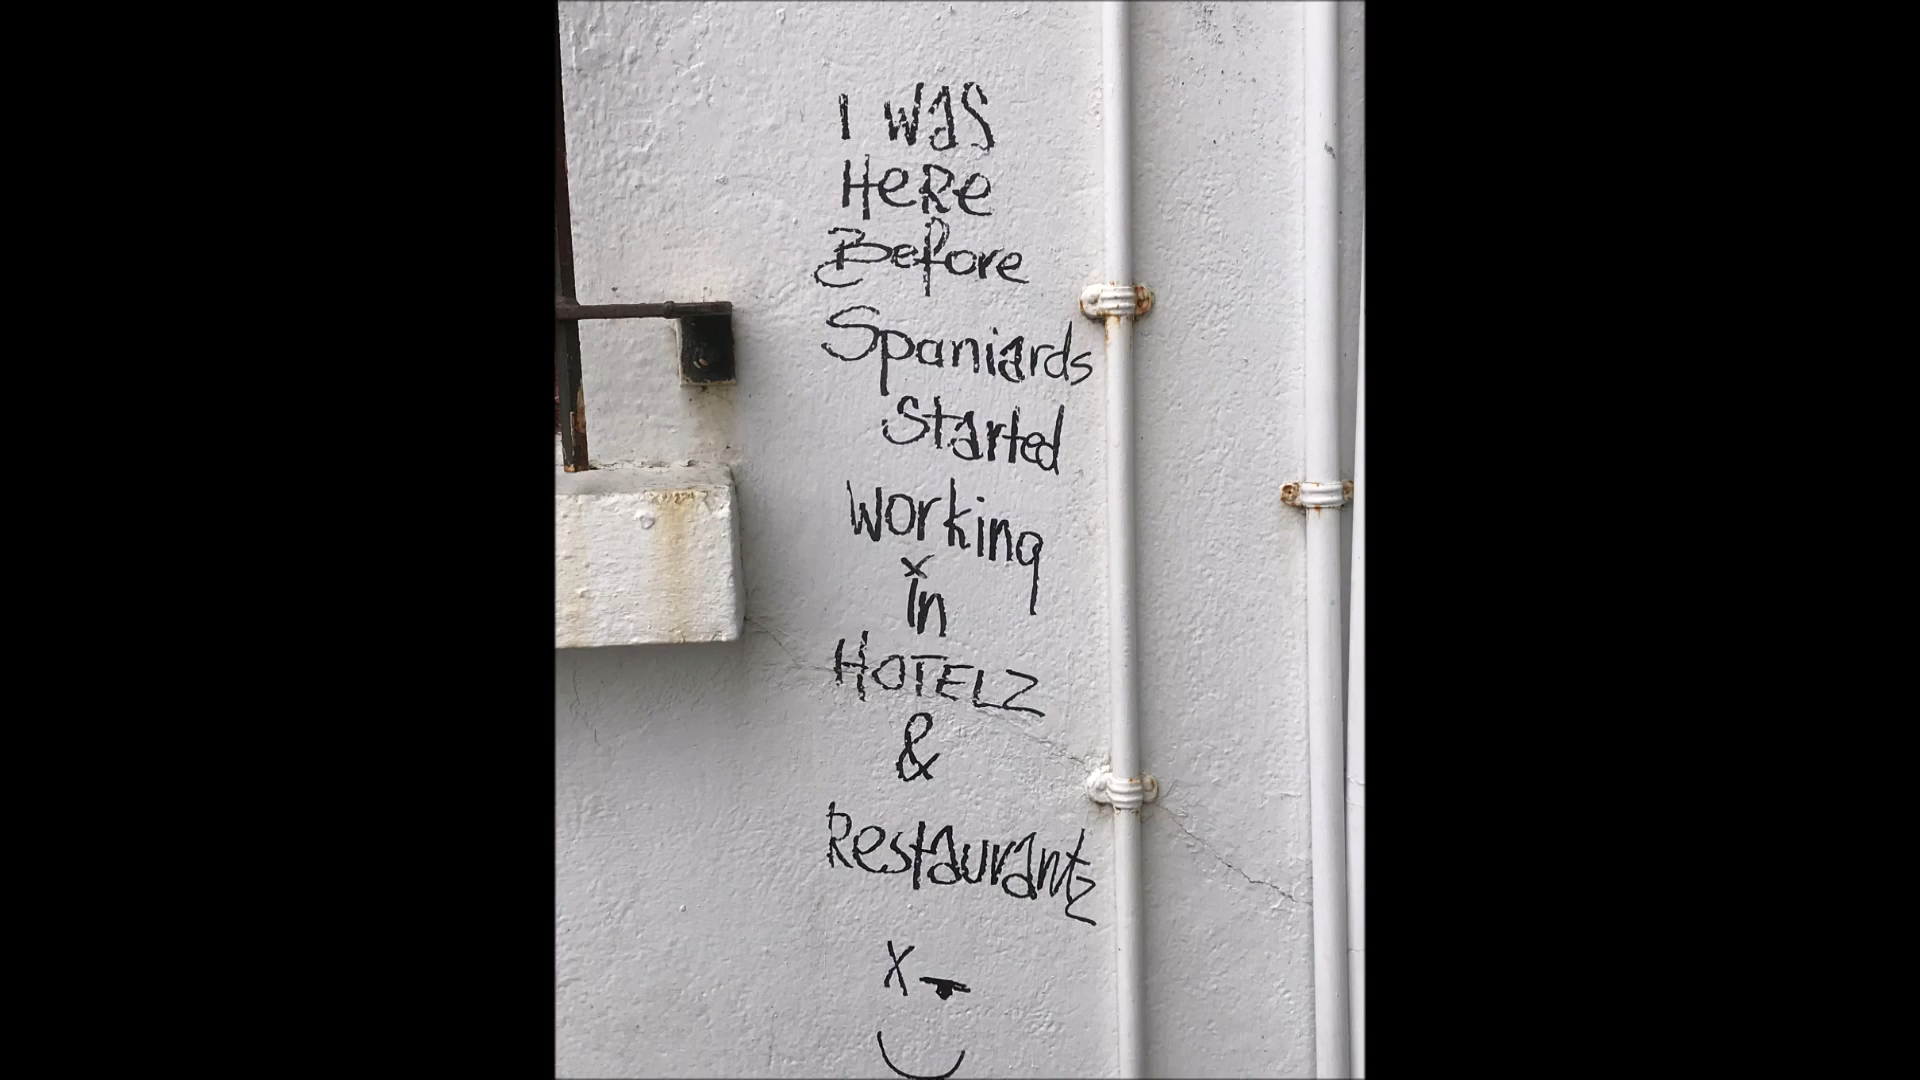 I WAS
HeRe
Before
Spaniards
Started
Working
in
HOTELZ
&
Restaurantz